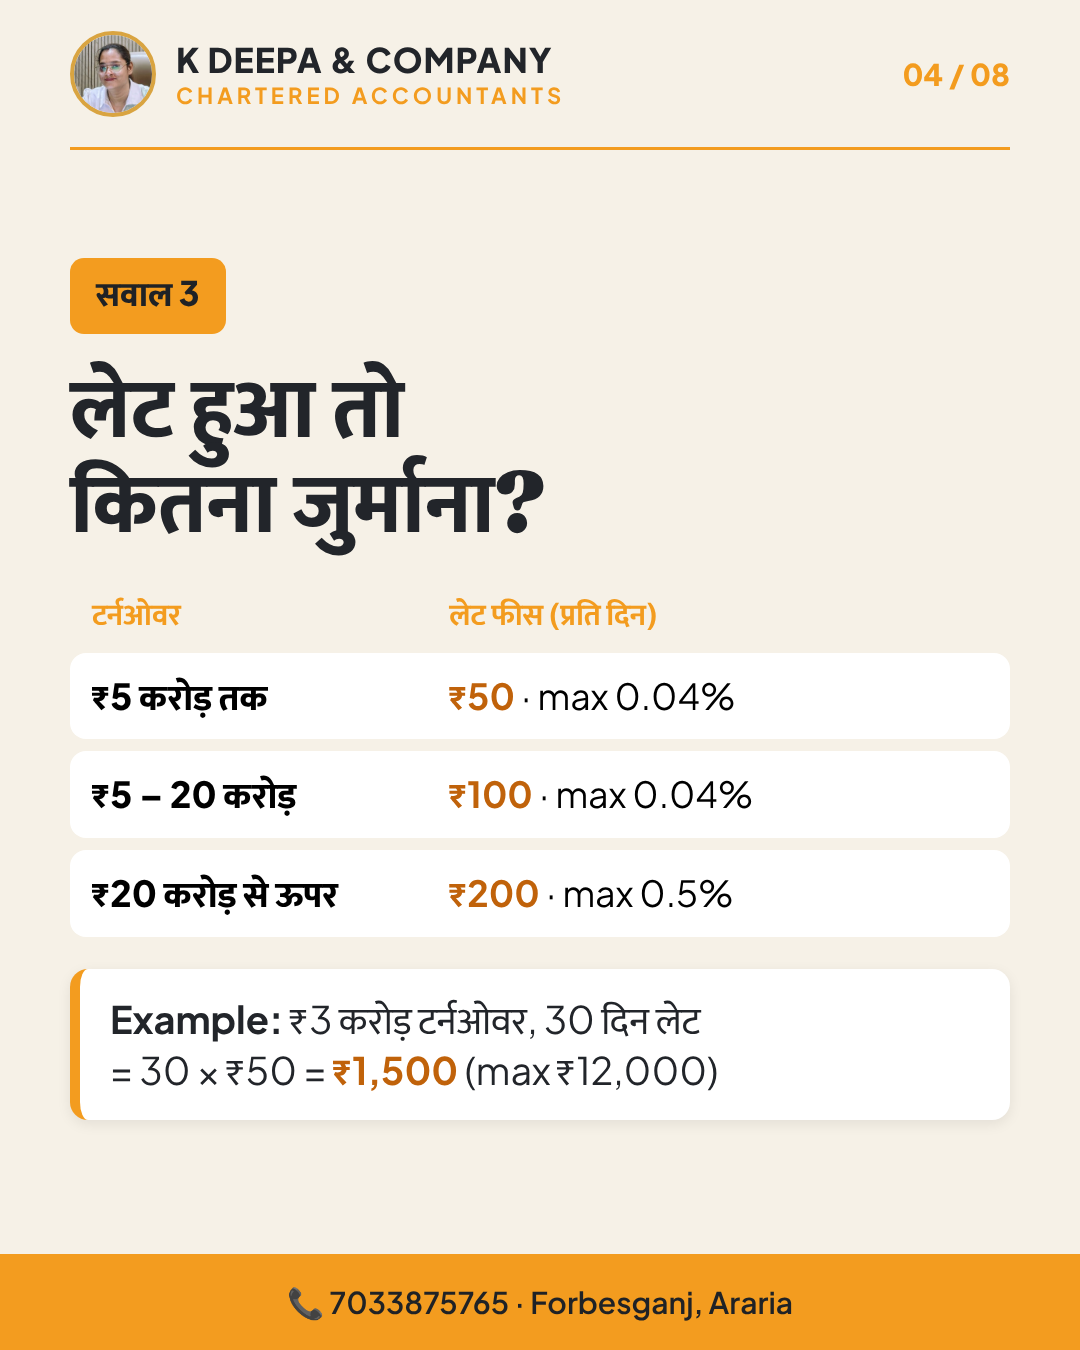 K DEEPA & COMPANY
CHARTERED ACCOUNTANTS
04 / 08
सवाल 3
लेट हुआ तो
कितना जुर्माना?
टर्नओवर
लेट फीस (प्रति दिन)
₹5 करोड़ तक
₹50 · max 0.04%
₹5 – 20 करोड़
₹100 · max 0.04%
₹20 करोड़ से ऊपर
₹200 · max 0.5%
Example: ₹3 करोड़ टर्नओवर, 30 दिन लेट
= 30 × ₹50 = ₹1,500 (max ₹12,000)
📞 7033875765 · Forbesganj, Araria